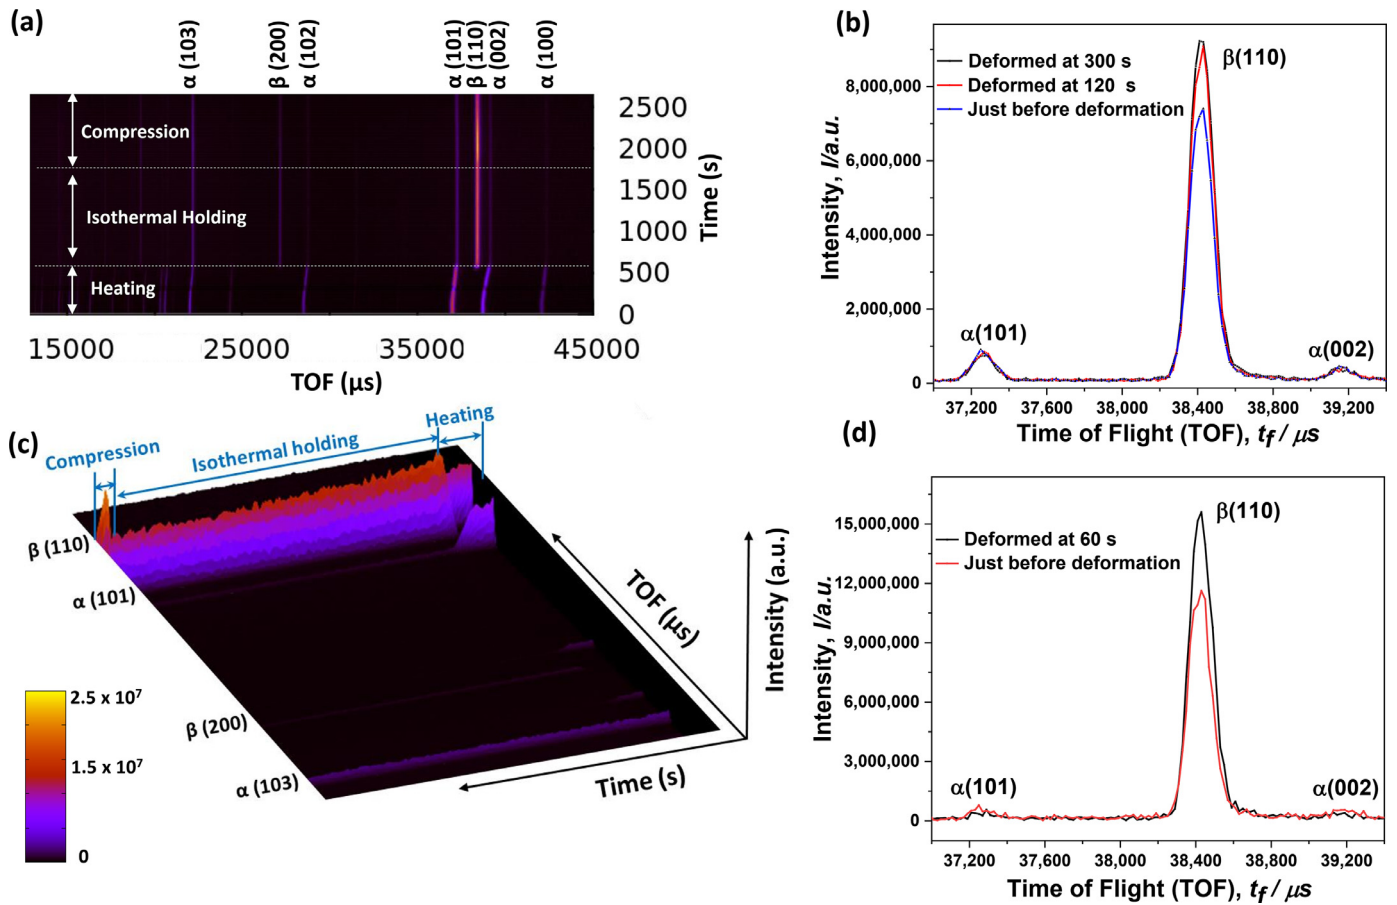 (a)
α (103)
β (200)
α (102)
α (101)
β (110)
α (002)
α (100)
Compression
Isothermal Holding
Heating
2500
2000
1500
1000
500
0
Time (s)
15000 25000 35000 45000
TOF (µs)
(b)
Deformed at 300 s
Deformed at 120 s
Just before deformation
β(110)
α(101)
α(002)
8,000,000
6,000,000
4,000,000
2,000,000
0
Intensity, I/a.u.
37,200 37,600 38,000 38,400 38,800 39,200
Time of Flight (TOF), tf / µs
(c)
Compression
Isothermal holding
Heating
β (110)
α (101)
β (200)
α (103)
TOF (µs)
Time (s)
Intensity (a.u.)
2.5 x 10⁷
1.5 x 10⁷
0
(d)
Deformed at 60 s
Just before deformation
β(110)
α(101)
α(002)
15,000,000
12,000,000
9,000,000
6,000,000
3,000,000
0
Intensity, I/a.u.
37,200 37,600 38,000 38,400 38,800 39,200
Time of Flight (TOF), tf / µs